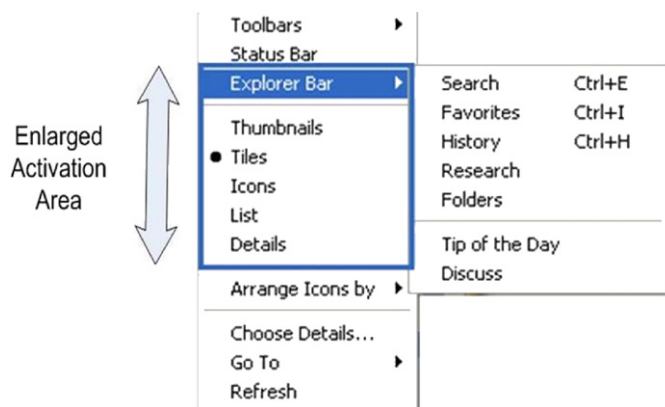 Enlarged
Activation
Area
Toolbars
Status Bar
Explorer Bar
Thumbnails
Tiles
Icons
List
Details
Arrange Icons by
Choose Details...
Go To
Refresh
Search Ctrl+E
Favorites Ctrl+I
History Ctrl+H
Research
Folders
Tip of the Day
Discuss